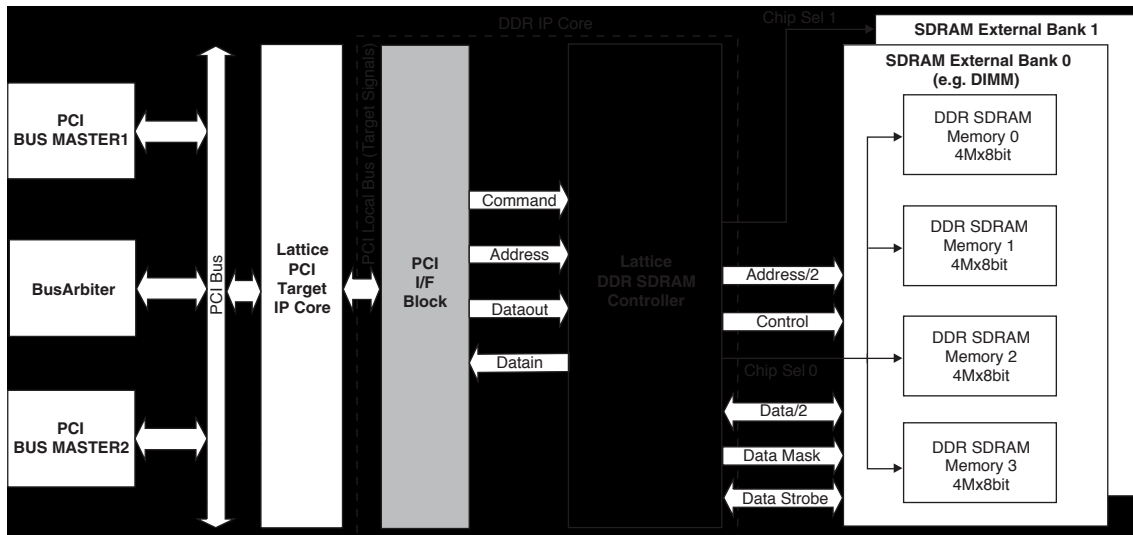 DDR IP Core
Chip Sel 1
SDRAM External Bank 1
SDRAM External Bank 0
(e.g. DIMM)
PCI
BUS MASTER1
BusArbiter
PCI
BUS MASTER2
PCI Bus
Lattice
PCI
Target
IP Core
PCI Local Bus (Target Signals)
PCI
I/F
Block
Command
Address
Dataout
Datain
Lattice
DDR SDRAM
Controller
Address/2
Control
Chip Sel 0
Data/2
Data Mask
Data Strobe
DDR SDRAM
Memory 0
4Mx8bit
DDR SDRAM
Memory 1
4Mx8bit
DDR SDRAM
Memory 2
4Mx8bit
DDR SDRAM
Memory 3
4Mx8bit